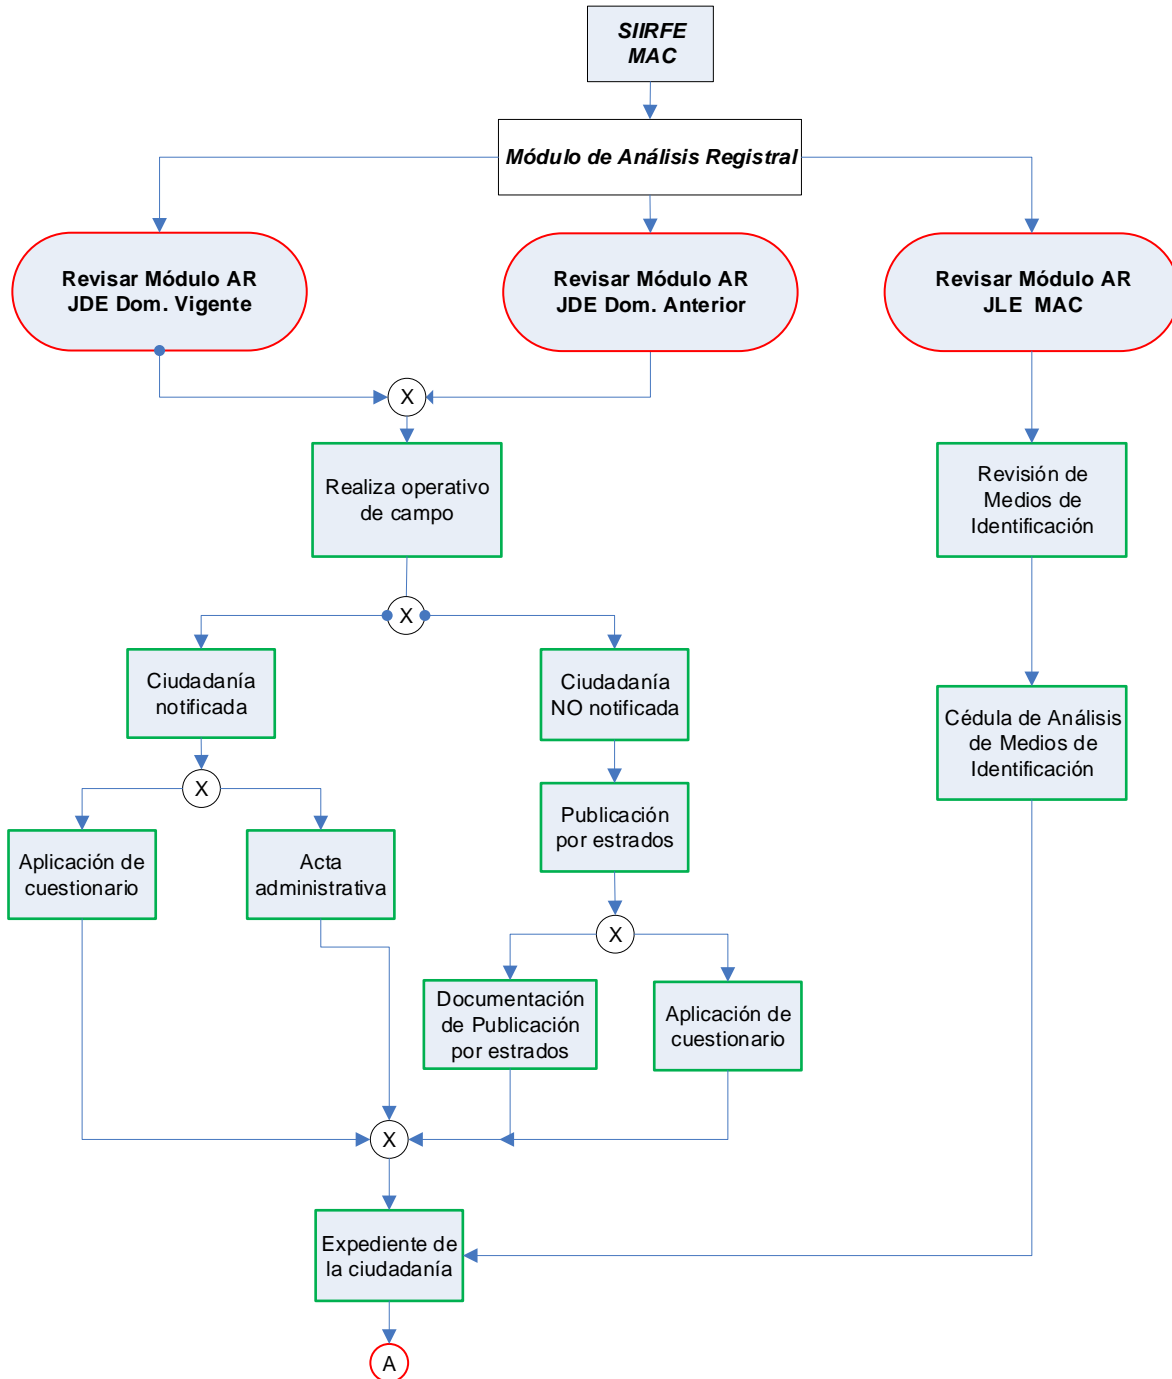 SIIRFE
MAC
Módulo de Análisis Registral
Revisar Módulo AR
JDE Dom. Vigente
Revisar Módulo AR
JDE Dom. Anterior
Revisar Módulo AR
JLE MAC
X
Realiza operativo
de campo
Revisión de
Medios de
Identificación
X
Ciudadanía
notificada
Ciudadanía
NO notificada
Cédula de Análisis
de Medios de
Identificación
X
Publicación
por estrados
Aplicación de
cuestionario
Acta
administrativa
X
Documentación
de Publicación
por estrados
Aplicación de
cuestionario
X
Expediente de
la ciudadanía
A